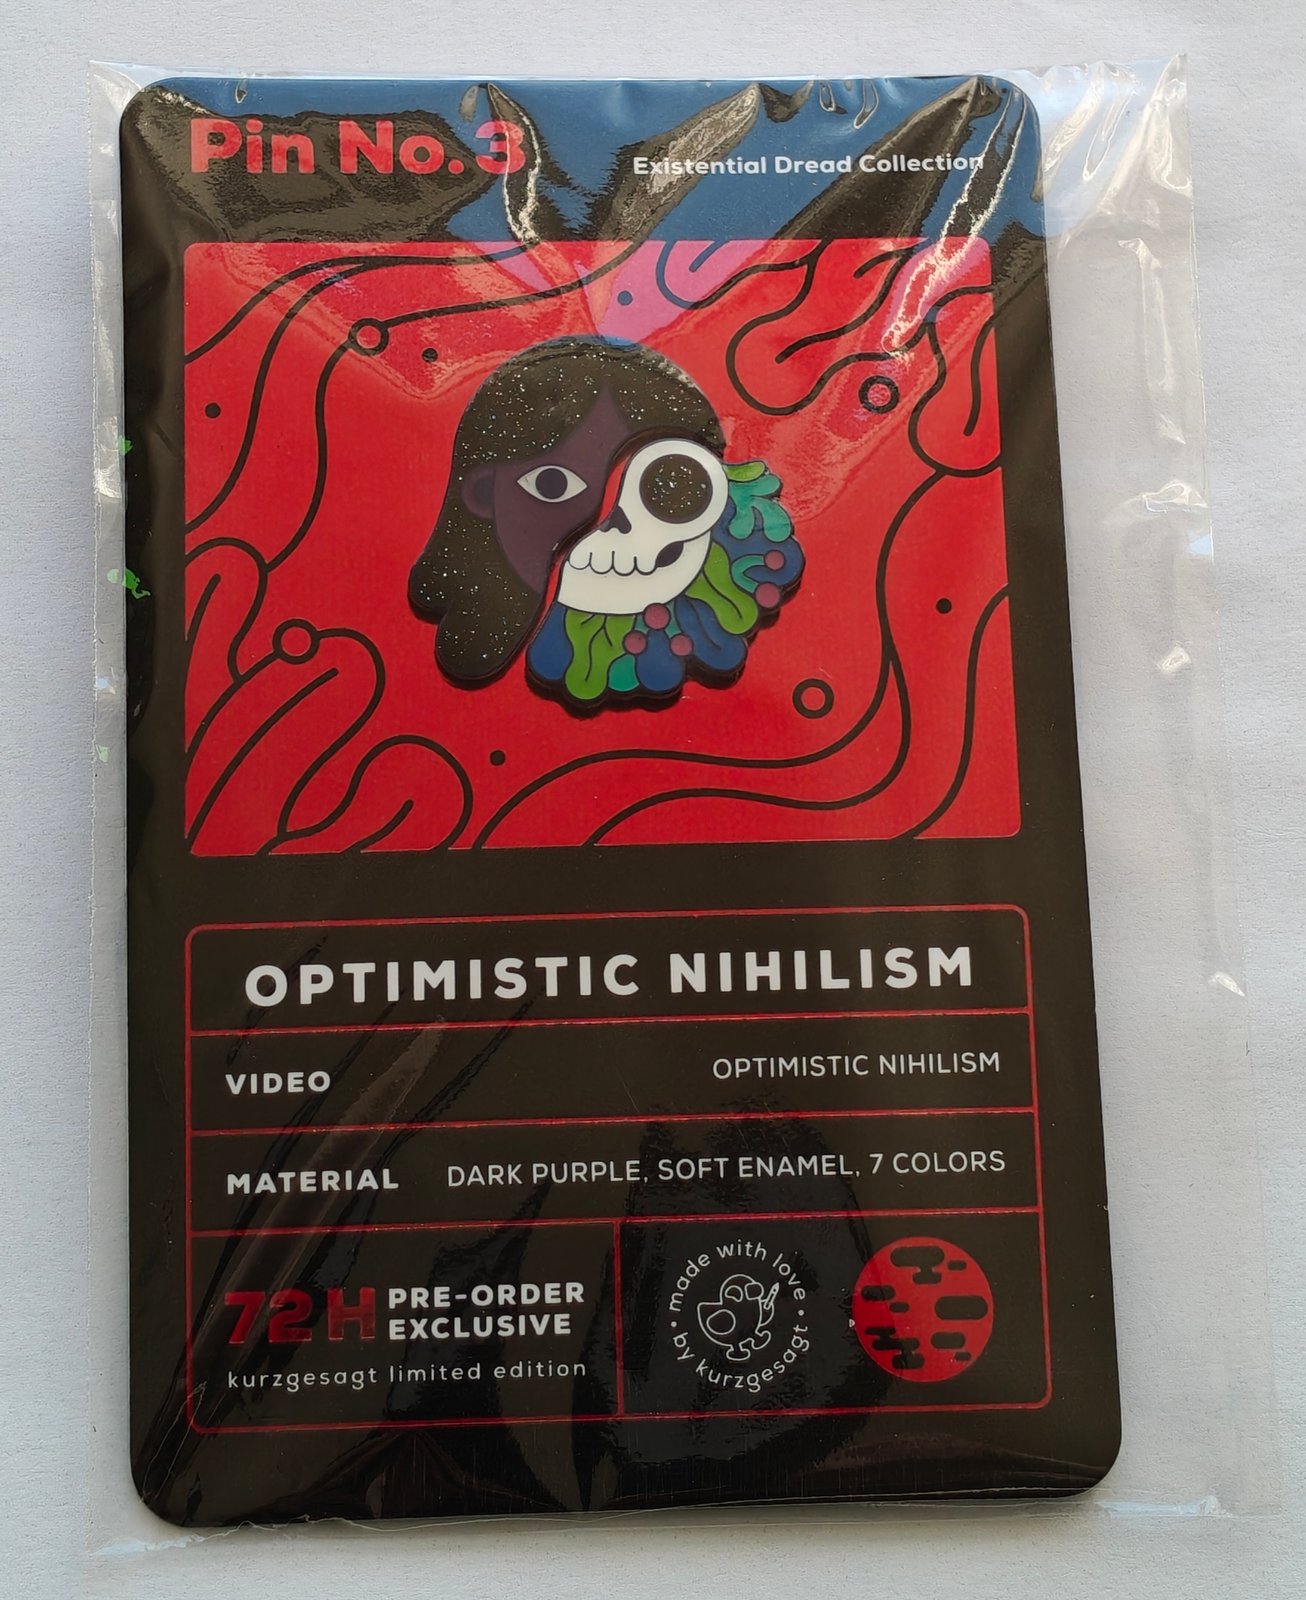 Pin No. 3
Existential Dread Collection
OPTIMISTIC NIHILISM
VIDEO OPTIMISTIC NIHILISM
MATERIAL DARK PURPLE, SOFT ENAMEL, 7 COLORS
72H PRE-ORDER
EXCLUSIVE
kurzgesagt limited edition
made with love
• by kurzgesagt •